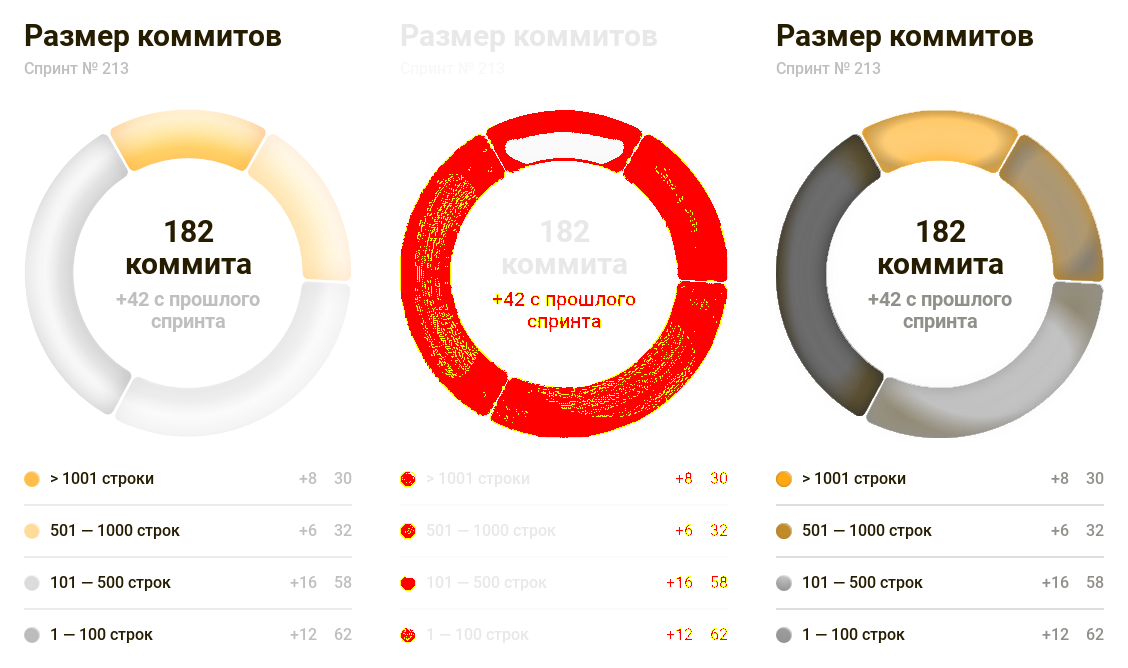 Размер коммитов
Спринт № 213
182
коммита
+42 с прошлого
спринта
> 1001 строки +8 30
501 — 1000 строк +6 32
101 — 500 строк +16 58
1 — 100 строк +12 62
Размер коммитов
Спринт № 213
182
коммита
+42 с прошлого
спринта
> 1001 строки +8 30
501 — 1000 строк +6 32
101 — 500 строк +16 58
1 — 100 строк +12 62
Размер коммитов
Спринт № 213
182
коммита
+42 с прошлого
спринта
> 1001 строки +8 30
501 — 1000 строк +6 32
101 — 500 строк +16 58
1 — 100 строк +12 62